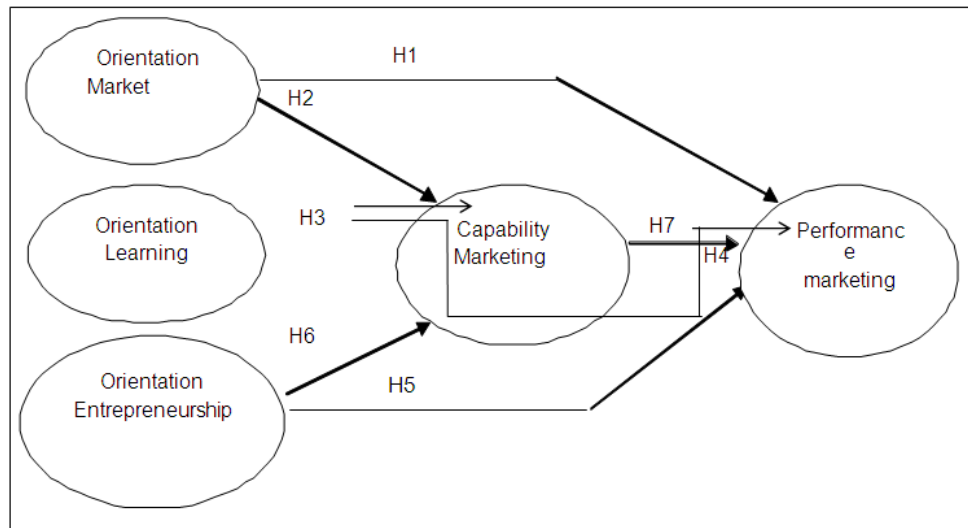 Orientation
Market
H1
H2
Orientation
Learning
H3
Capability
Marketing
H7
H4
Performanc
e
marketing
H6
Orientation
Entrepreneurship
H5